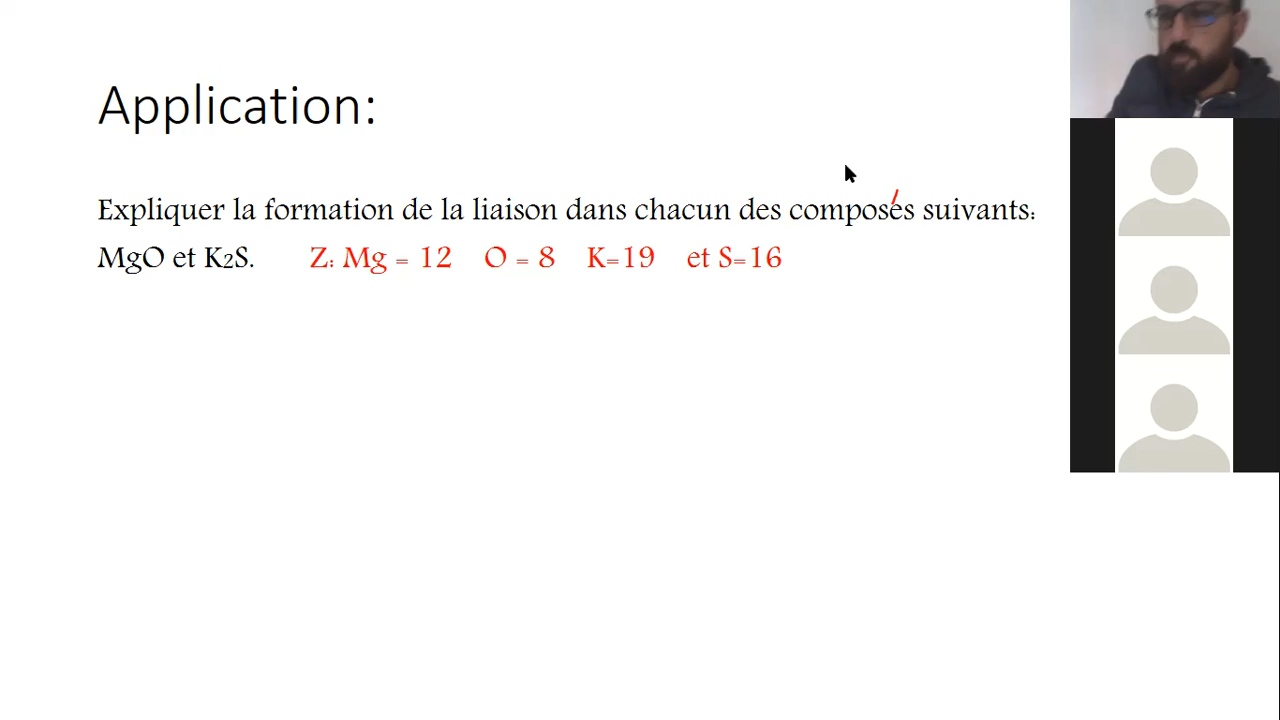 Application:
Expliquer la formation de la liaison dans chacun des composés suivants:
MgO et K2S. Z: Mg = 12 O = 8 K=19 et S=16